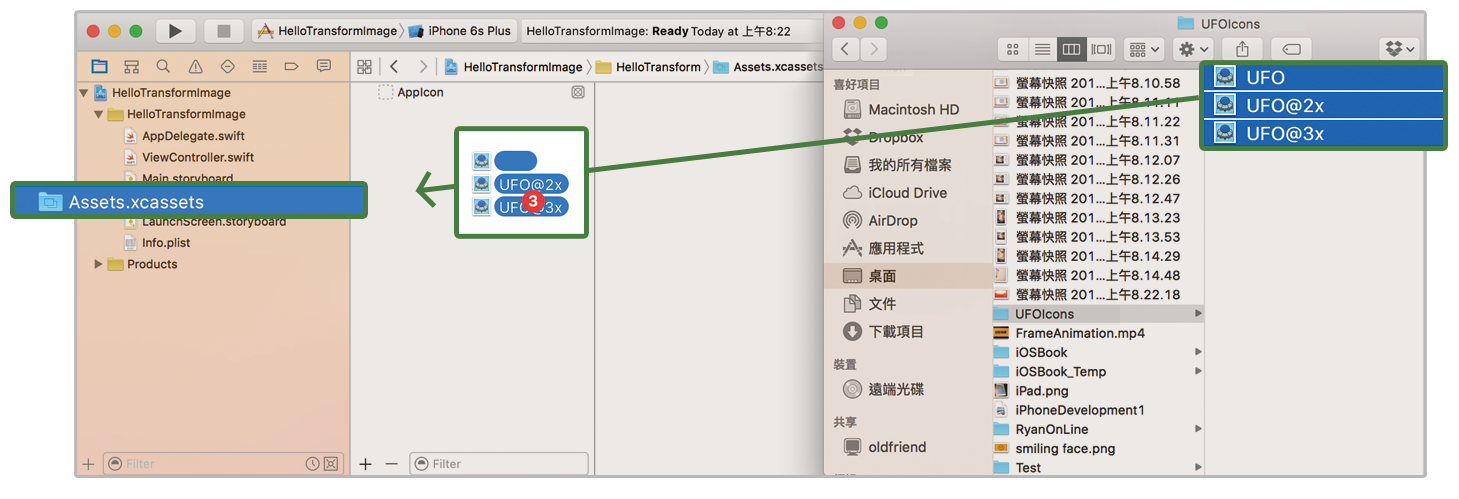 HelloTransformImage
iPhone 6s Plus
HelloTransformImage: Ready Today at 上午8:22
HelloTransformImage
HelloTransformImage
AppDelegate.swift
ViewController.swift
Main.storyboard
Assets.xcassets
LaunchScreen.storyboard
Info.plist
Products
Filter
HelloTransformImage
HelloTransform
Assets.xcassets
AppIcon
UFO@2x
UFO@3x
3
Filter
UFOIcons
喜好項目
Macintosh HD
Dropbox
我的所有檔案
iCloud Drive
AirDrop
應用程式
桌面
文件
下載項目
裝置
遠端光碟
共享
oldfriend
螢幕快照 201...上午8.10.58
螢幕快照 201...上午8.11.11
螢幕快照 201...上午8.11.22
螢幕快照 201...上午8.11.31
螢幕快照 201...上午8.12.07
螢幕快照 201...上午8.12.26
螢幕快照 201...上午8.12.47
螢幕快照 201...上午8.13.23
螢幕快照 201...上午8.13.53
螢幕快照 201...上午8.14.29
螢幕快照 201...上午8.14.48
螢幕快照 201...上午8.22.18
UFOIcons
FrameAnimation.mp4
iOSBook
iOSBook_Temp
iPad.png
iPhoneDevelopment1
RyanOnLine
smiling face.png
Test
UFO
UFO@2x
UFO@3x